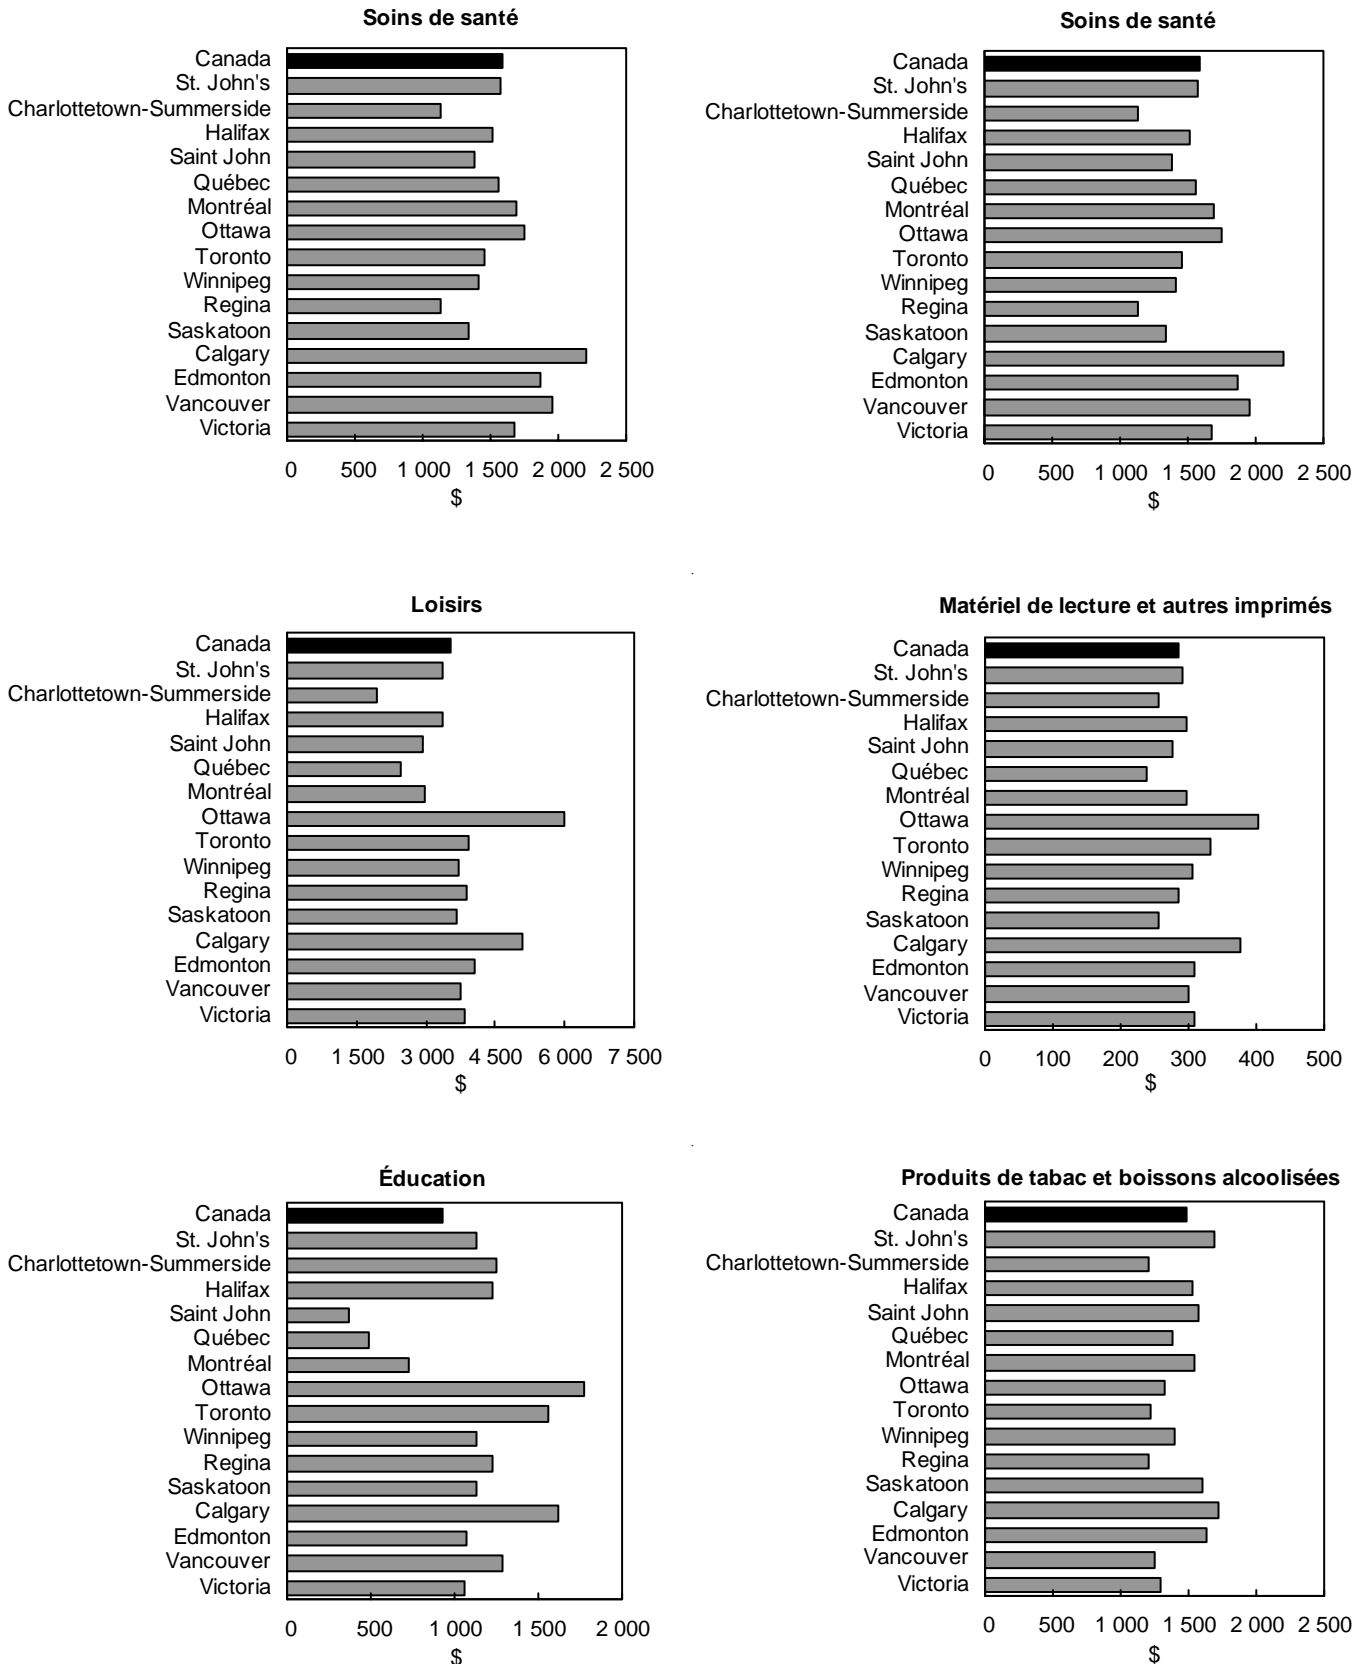 Soins de santé
Canada
St. John's
Charlottetown-Summerside
Halifax
Saint John
Québec
Montréal
Ottawa
Toronto
Winnipeg
Regina
Saskatoon
Calgary
Edmonton
Vancouver
Victoria
0 500 1 000 1 500 2 000 2 500
$
Soins de santé
Canada
St. John's
Charlottetown-Summerside
Halifax
Saint John
Québec
Montréal
Ottawa
Toronto
Winnipeg
Regina
Saskatoon
Calgary
Edmonton
Vancouver
Victoria
0 500 1 000 1 500 2 000 2 500
$
Loisirs
Canada
St. John's
Charlottetown-Summerside
Halifax
Saint John
Québec
Montréal
Ottawa
Toronto
Winnipeg
Regina
Saskatoon
Calgary
Edmonton
Vancouver
Victoria
0 1 500 3 000 4 500 6 000 7 500
$
Matériel de lecture et autres imprimés
Canada
St. John's
Charlottetown-Summerside
Halifax
Saint John
Québec
Montréal
Ottawa
Toronto
Winnipeg
Regina
Saskatoon
Calgary
Edmonton
Vancouver
Victoria
0 100 200 300 400 500
$
Éducation
Canada
St. John's
Charlottetown-Summerside
Halifax
Saint John
Québec
Montréal
Ottawa
Toronto
Winnipeg
Regina
Saskatoon
Calgary
Edmonton
Vancouver
Victoria
0 500 1 000 1 500 2 000
$
Produits de tabac et boissons alcoolisées
Canada
St. John's
Charlottetown-Summerside
Halifax
Saint John
Québec
Montréal
Ottawa
Toronto
Winnipeg
Regina
Saskatoon
Calgary
Edmonton
Vancouver
Victoria
0 500 1 000 1 500 2 000 2 500
$